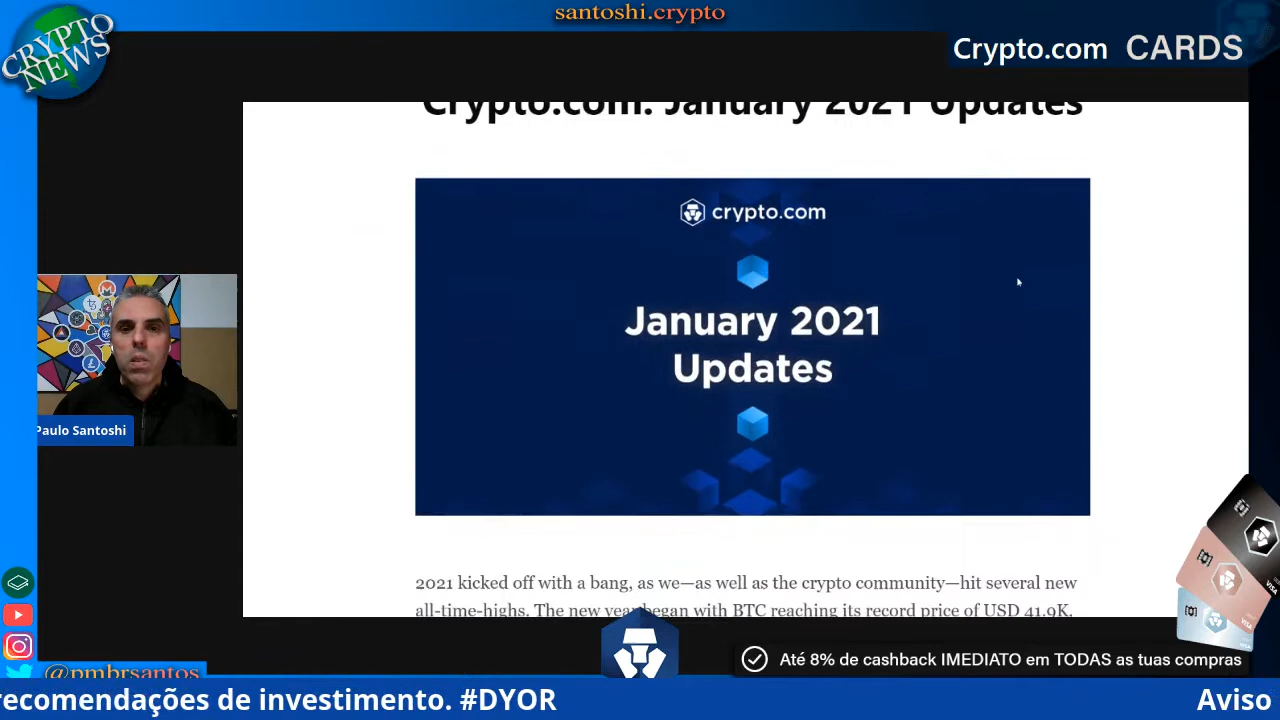 santoshi.crypto
CRYPTO
NEWS
Crypto.com CARDS
Crypto.com: January 2021 Updates
crypto.com
January 2021
Updates
Paulo Santoshi
2021 kicked off with a bang, as we—as well as the crypto community—hit several new
all-time-highs. The new year began with BTC reaching its record price of USD 41.9K,
VISA
VISA
VISA
Até 8% de cashback IMEDIATO em TODAS as tuas compras
@pmbrsantos
recomendações de investimento. #DYOR
Aviso